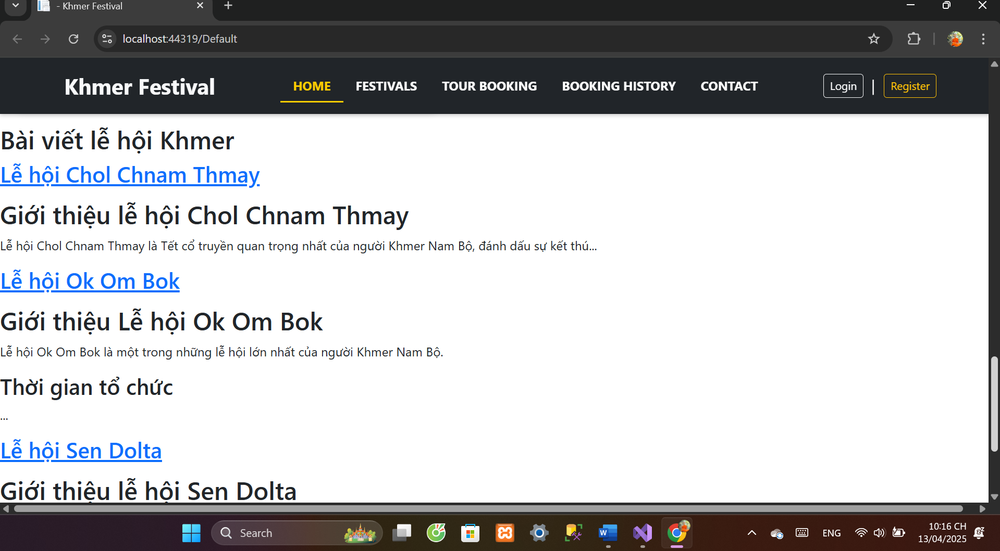 - Khmer Festival
localhost:44319/Default
Khmer Festival HOME FESTIVALS TOUR BOOKING BOOKING HISTORY CONTACT Login | Register
Bài viết lễ hội Khmer
Lễ hội Chol Chnam Thmay
Giới thiệu lễ hội Chol Chnam Thmay
Lễ hội Chol Chnam Thmay là Tết cổ truyền quan trọng nhất của người Khmer Nam Bộ, đánh dấu sự kết thú...
Lễ hội Ok Om Bok
Giới thiệu Lễ hội Ok Om Bok
Lễ hội Ok Om Bok là một trong những lễ hội lớn nhất của người Khmer Nam Bộ.
Thời gian tổ chức
...
Lễ hội Sen Dolta
Giới thiệu lễ hội Sen Dolta
Search
W
ENG
10:16 CH
13/04/2025